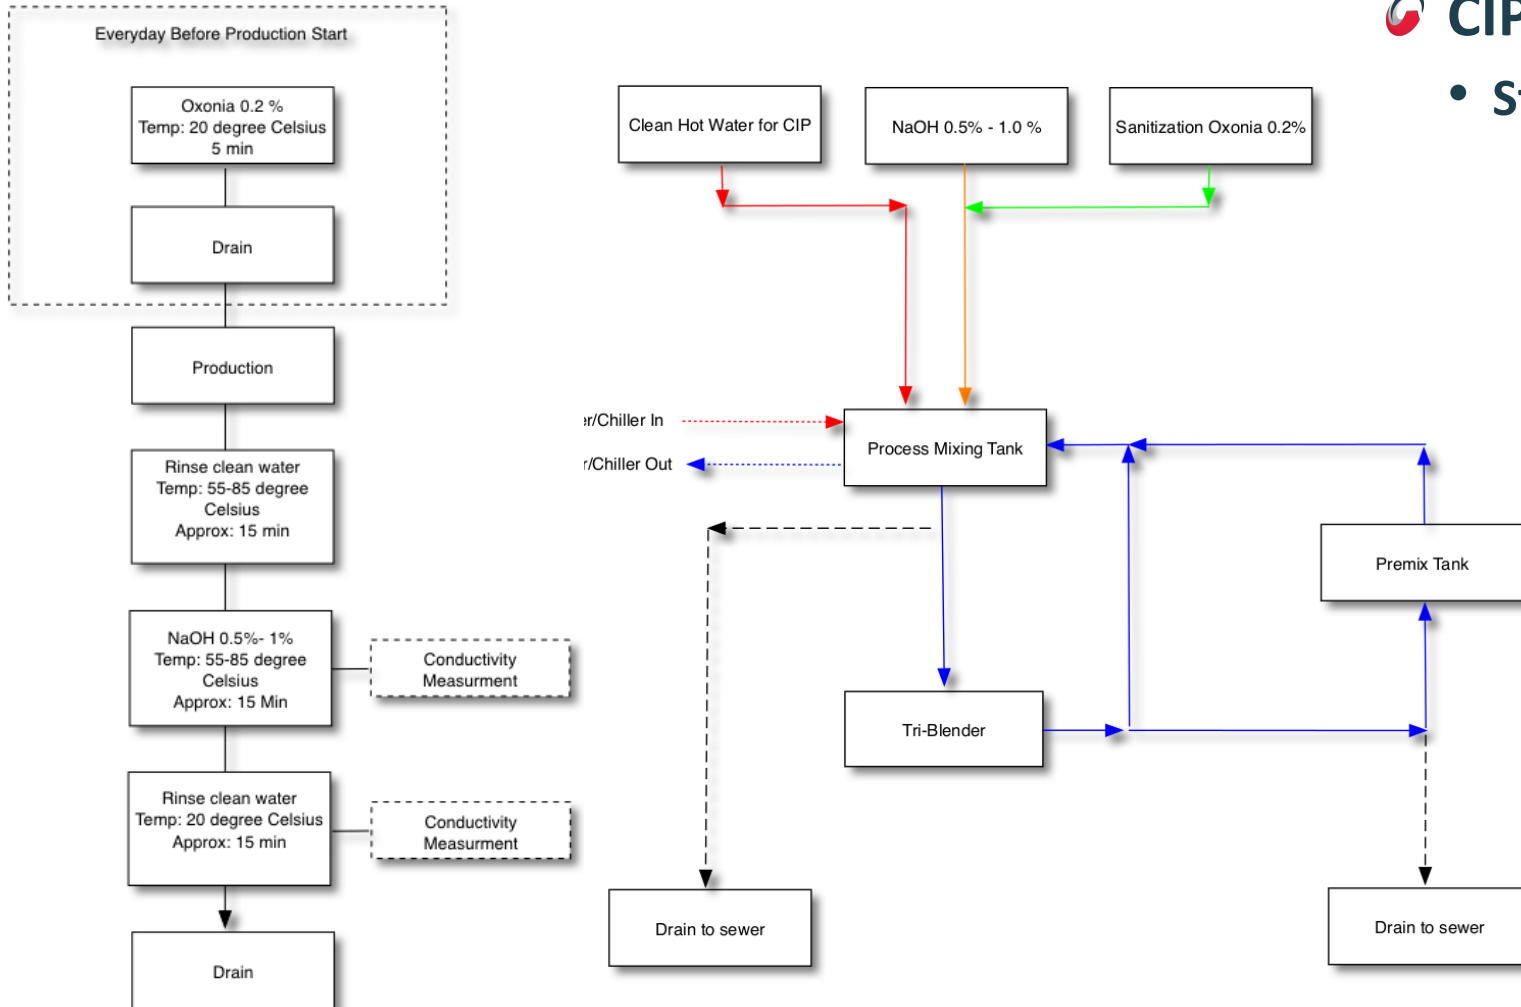 Everyday Before Production Start
Oxonia 0.2 %
Temp: 20 degree Celsius
5 min
Drain
Production
Rinse clean water
Temp: 55-85 degree
Celsius
Approx: 15 min
NaOH 0.5%- 1%
Temp: 55-85 degree
Celsius
Approx: 15 Min
Conductivity
Measurment
Rinse clean water
Temp: 20 degree Celsius
Approx: 15 min
Conductivity
Measurment
Drain
Clean Hot Water for CIP
NaOH 0.5% - 1.0 %
Sanitization Oxonia 0.2%
er/Chiller In
r/Chiller Out
Process Mixing Tank
Premix Tank
Tri-Blender
Drain to sewer
Drain to sewer
CIP